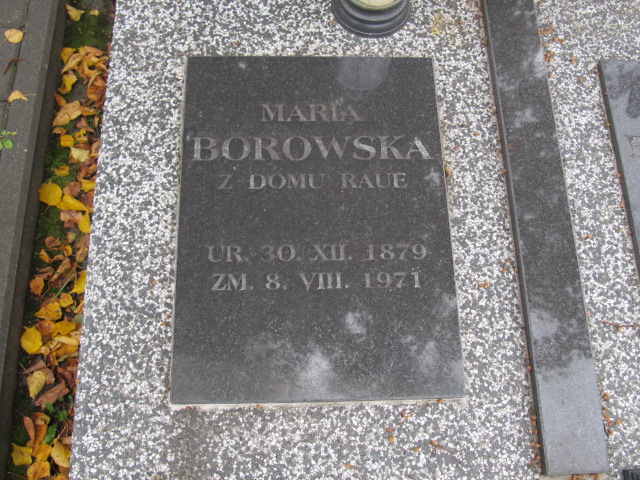 MARIA
BOROWSKA
Z DOMU RAUE
UR. 30. XII. 1879
ZM. 8. VIII. 1971